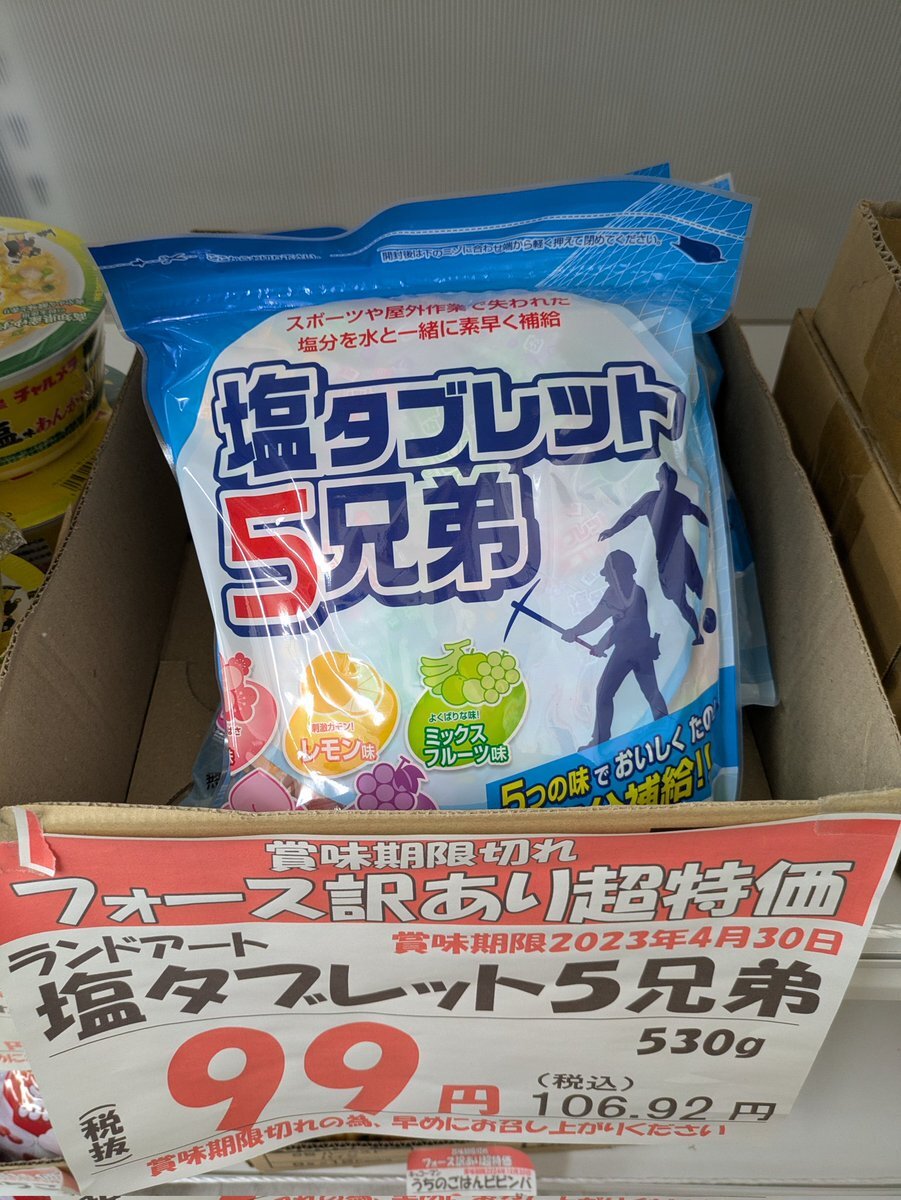 開封後は下のミゾに合わせ端から軽く押えて閉めてください。
スポーツや屋外作業で失われた
塩分を水と一緒に素早く補給
塩タブレット
5兄弟
刺激カモン!
レモン味
よくばりな味!
ミックス
フルーツ味
味
5つの味でおいしくたの
補給!!
チャルメラ
賞味期限切れ
フォース訳あり超特価
賞味期限2023年4月30日
ランドアート
塩タブレット5兄弟
530g
99円
(税抜)
(税込)
106.92円
賞味期限切れの為、早めにお召し上がりください
フォース訳あり超特価
うちのごはんビビンバ